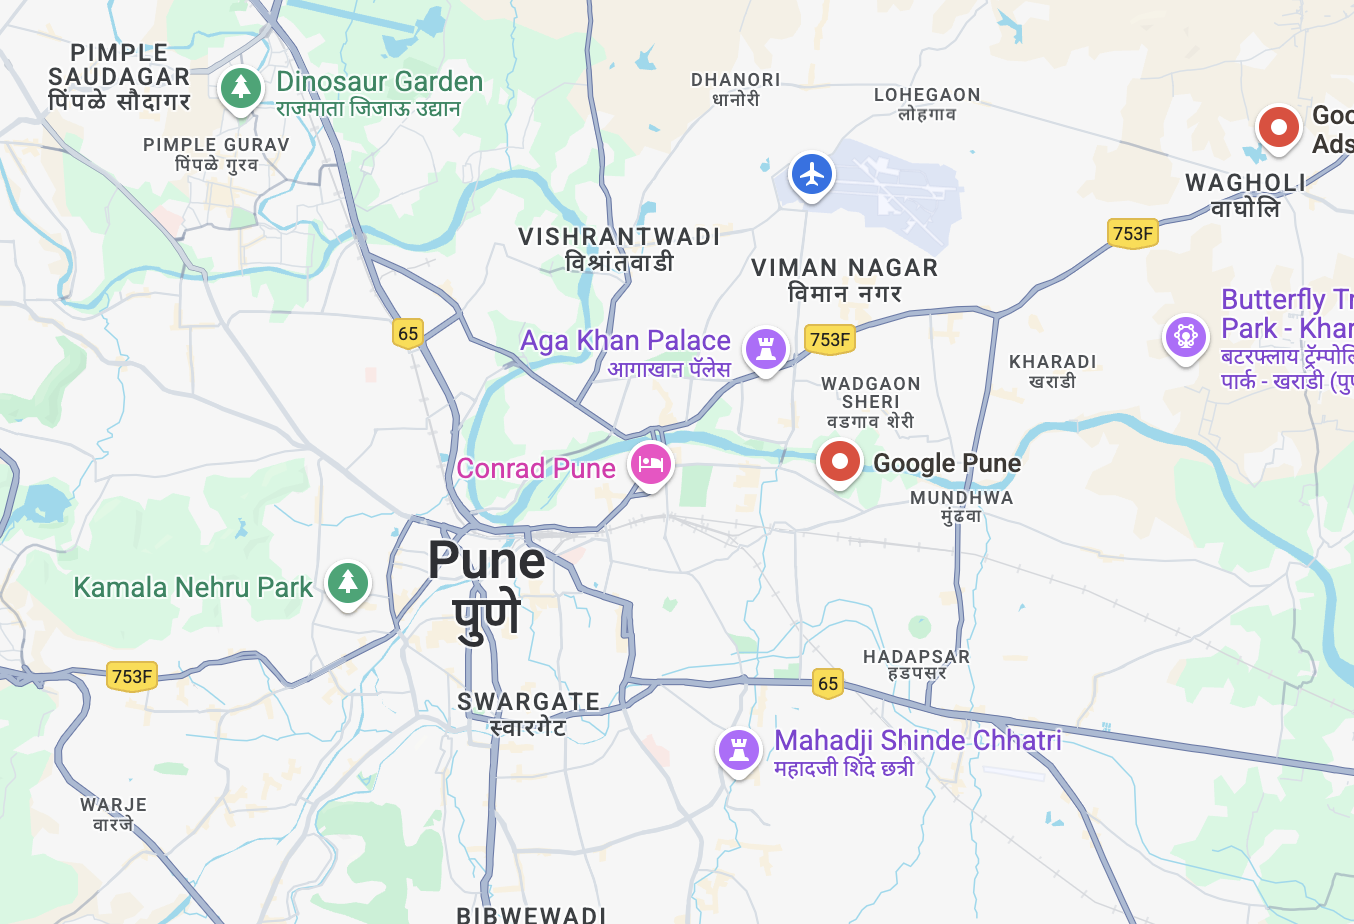 PIMPLE
SAUDAGAR
पिंपळे सौदागर
Dinosaur Garden
राजमाता जिजाऊ उद्यान
PIMPLE GURAV
पिंपळे गुरव
DHANORI
धानोरी
LOHEGAON
लोहगाव
Goo
Ads
WAGHOLI
वाघोलि
753F
VISHRANTWADI
विश्रांतवाडी
VIMAN NAGAR
विमान नगर
65
Aga Khan Palace
आगाखान पॅलेस
753F
Butterfly Tr
Park - Khar
बटरफ्लाय ट्रॅम्पोलि
पार्क - खराडी (पु
KHARADI
खराडी
WADGAON
SHERI
वडगाव शेरी
Conrad Pune
Google Pune
MUNDHWA
मुंढवा
Pune
पुणे
Kamala Nehru Park
753F
HADAPSAR
हडपसर
65
SWARGATE
स्वारगेट
Mahadji Shinde Chhatri
महादजी शिंदे छत्री
WARJE
वारजे
BIBWEWADI